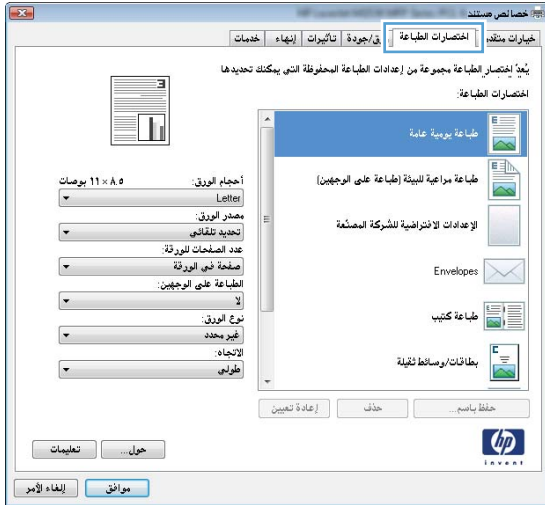 خصائص مستند
خيارات متقدمة
اختصارات الطباعة
ورق/جودة
تأثيرات
إنهاء
خدمات
يُعدّ اختصار الطباعة مجموعة من إعدادات الطباعة المحفوظة التي يمكنك تحديدها
اختصارات الطباعة:
طباعة يومية عامة
طباعة مراعية للبيئة (طباعة على الوجهين)
الإعدادات الافتراضية للشركة المصنّعة
Envelopes
طباعة كتيب
بطاقات/وسائط ثقيلة
حفظ باسم...
حذف
إعادة تعيين
أحجام الورق:
٨.٥ × ١١ بوصات
Letter
مصدر الورق:
تحديد تلقائي
عدد الصفحات للورقة:
صفحة في الورقة
الطباعة على الوجهين:
لا
نوع الورق:
غير محدد
الاتجاه:
طولي
hp
invent
حول...
تعليمات
موافق
إلغاء الأمر